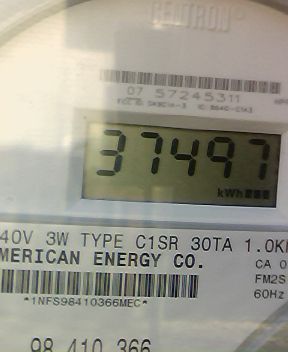 CENTRON®
07 57245311
37497
kWh
40V 3W TYPE C1SR 30TA 1.0K
MERICAN ENERGY CO.
CA 0
FM2S
60Hz
*1NFS98410366MEC*
98 410 366